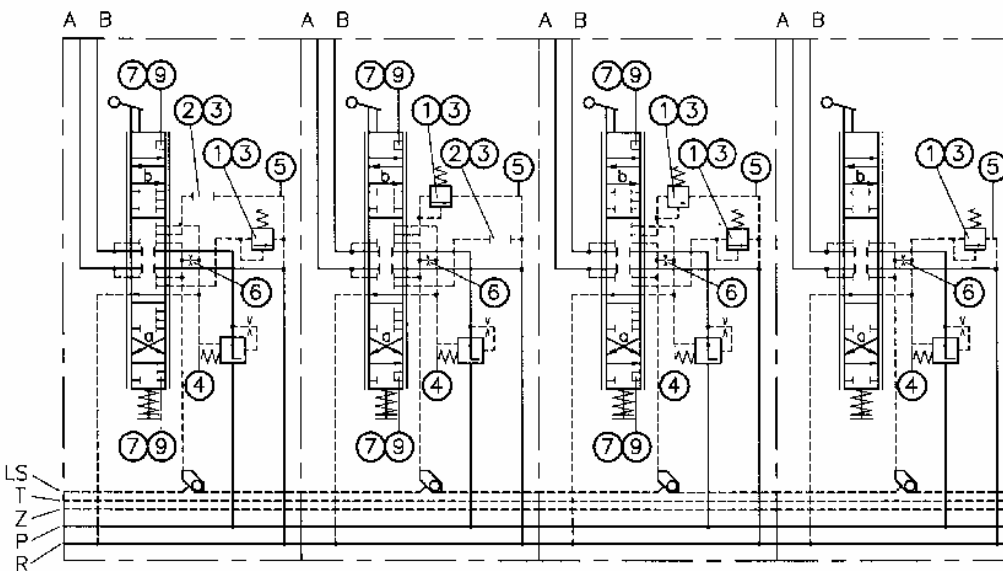 A B A B A B A B
7 9 7 9 7 9
2 3 1 3 1 3
1 3 5 2 3 5 1 3 5 1 3 5
b b b b
6 6 6 6
a a a a
4 4 4 4
7 9 7 9 7 9
LS
T
Z
P
R